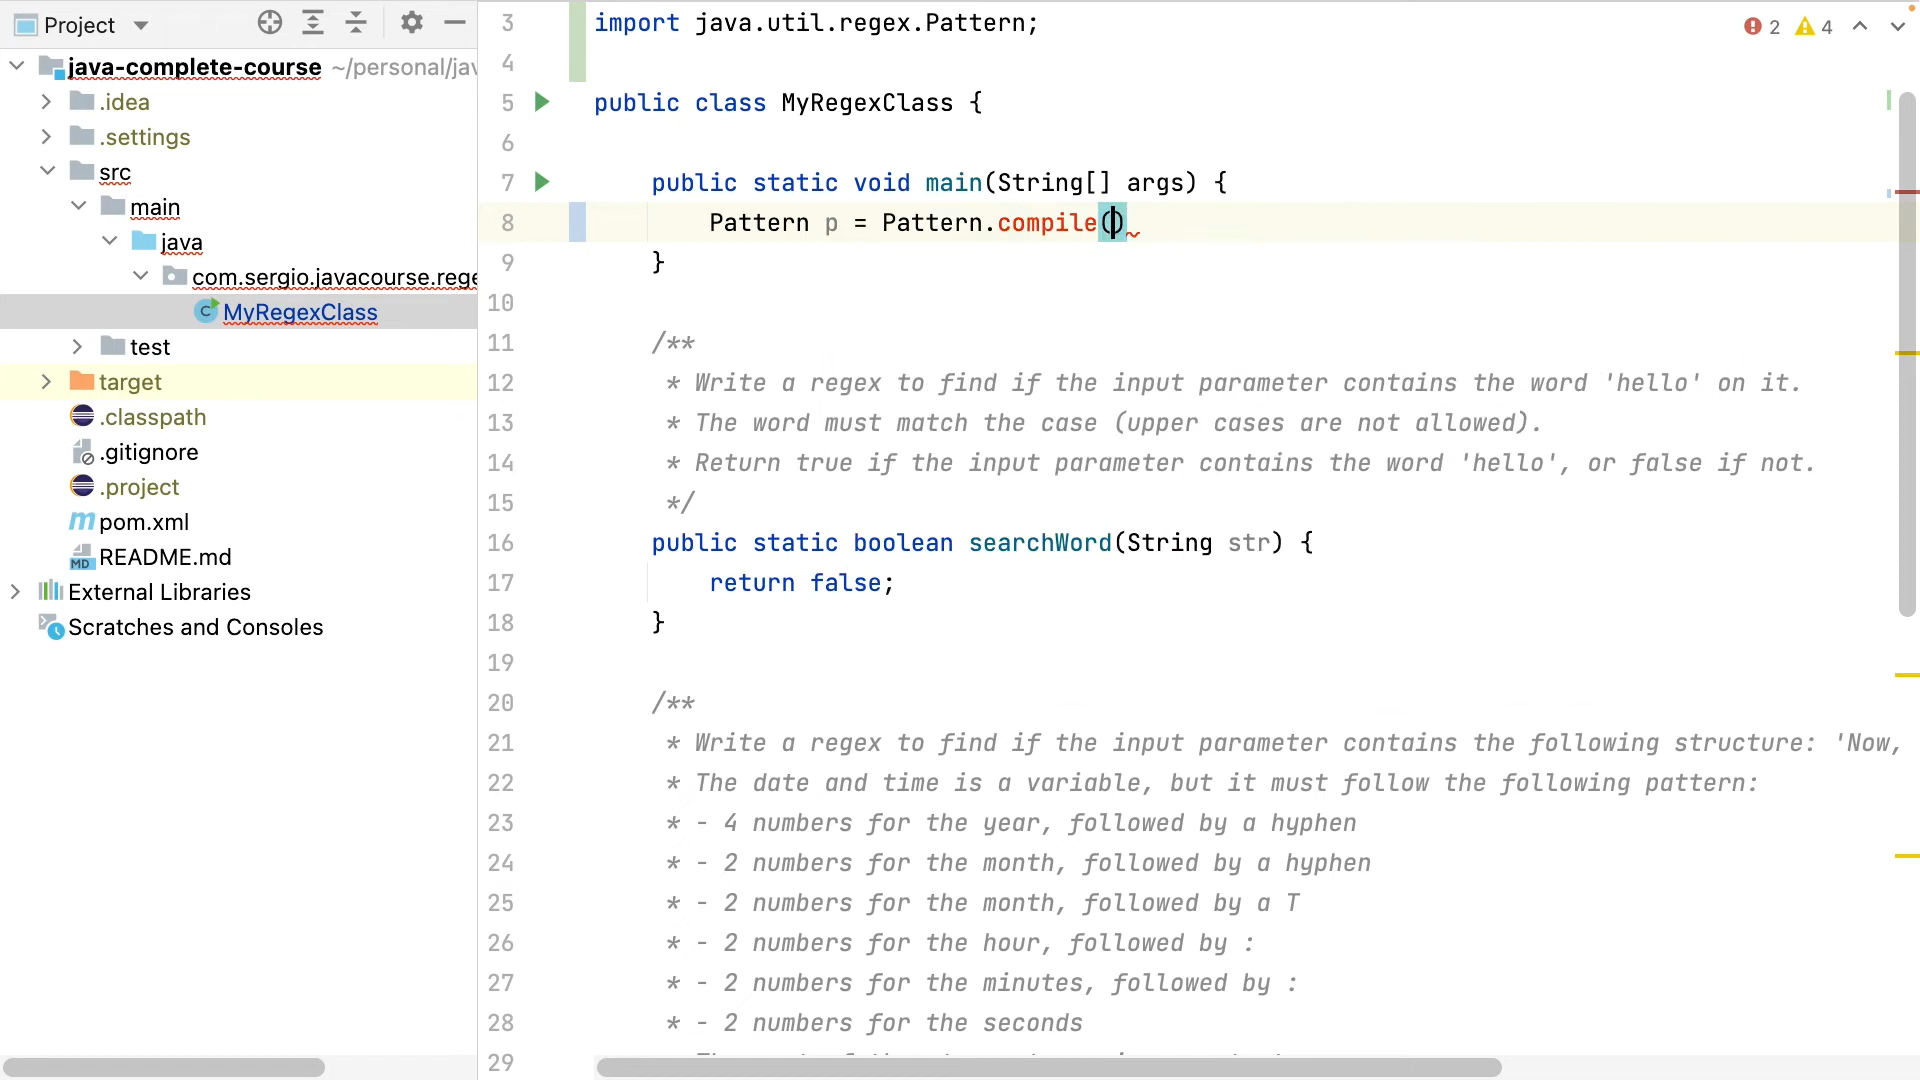 Project
java-complete-course ~/personal/jav
.idea
.settings
src
main
java
com.sergio.javacourse.rege
MyRegexClass
test
target
.classpath
.gitignore
.project
pom.xml
README.md
External Libraries
Scratches and Consoles
2 4
3 import java.util.regex.Pattern;
4
5 public class MyRegexClass {
6
7 public static void main(String[] args) {
8 Pattern p = Pattern.compile()
9 }
10
11 /**
12 * Write a regex to find if the input parameter contains the word 'hello' on it.
13 * The word must match the case (upper cases are not allowed).
14 * Return true if the input parameter contains the word 'hello', or false if not.
15 */
16 public static boolean searchWord(String str) {
17 return false;
18 }
19
20 /**
21 * Write a regex to find if the input parameter contains the following structure: 'Now,
22 * The date and time is a variable, but it must follow the following pattern:
23 * - 4 numbers for the year, followed by a hyphen
24 * - 2 numbers for the month, followed by a hyphen
25 * - 2 numbers for the month, followed by a T
26 * - 2 numbers for the hour, followed by :
27 * - 2 numbers for the minutes, followed by :
28 * - 2 numbers for the seconds
29